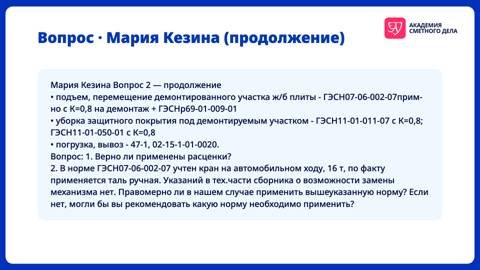 Вопрос · Мария Кезина (продолжение)
АКАДЕМИЯ
СМЕТНОГО ДЕЛА
Мария Кезина Вопрос 2 — продолжение
• подъем, перемещение демонтированного участка ж/б плиты - ГЭСН07-06-002-07прим-
но с К=0,8 на демонтаж + ГЭСНр69-01-009-01
• уборка защитного покрытия под демонтируемым участком - ГЭСН11-01-011-07 с К=0,8;
ГЭСН11-01-050-01 с К=0,8
• погрузка, вывоз - 47-1, 02-15-1-01-0020.
Вопрос: 1. Верно ли применены расценки?
2. В норме ГЭСН07-06-002-07 учтен кран на автомобильном ходу, 16 т, по факту
применяется таль ручная. Указаний в тех.части сборника о возможности замены
механизма нет. Правомерно ли в нашем случае применить вышеуказанную норму? Если
нет, могли бы вы рекомендовать какую норму необходимо применить?